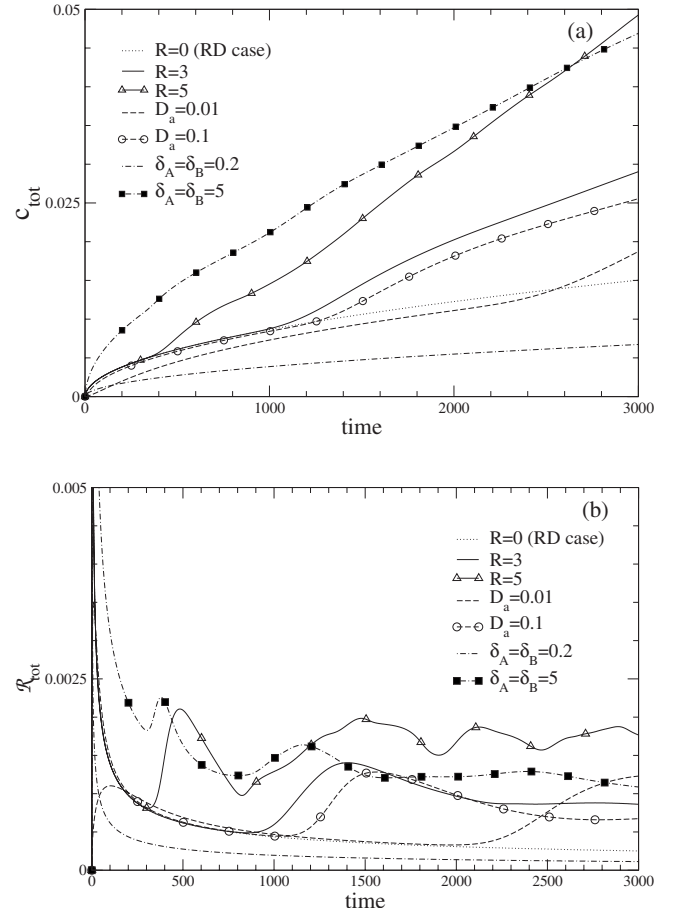 0.05
(a)
R=0 (RD case)
R=3
R=5
D_a=0.01
D_a=0.1
δ_A=δ_B=0.2
δ_A=δ_B=5
c_tot
0.025
0
0 1000 2000 3000
time
0.005
(b)
R=0 (RD case)
R=3
R=5
D_a=0.01
D_a=0.1
δ_A=δ_B=0.2
δ_A=δ_B=5
ℛ_tot
0.0025
0
0 500 1000 1500 2000 2500 3000
time